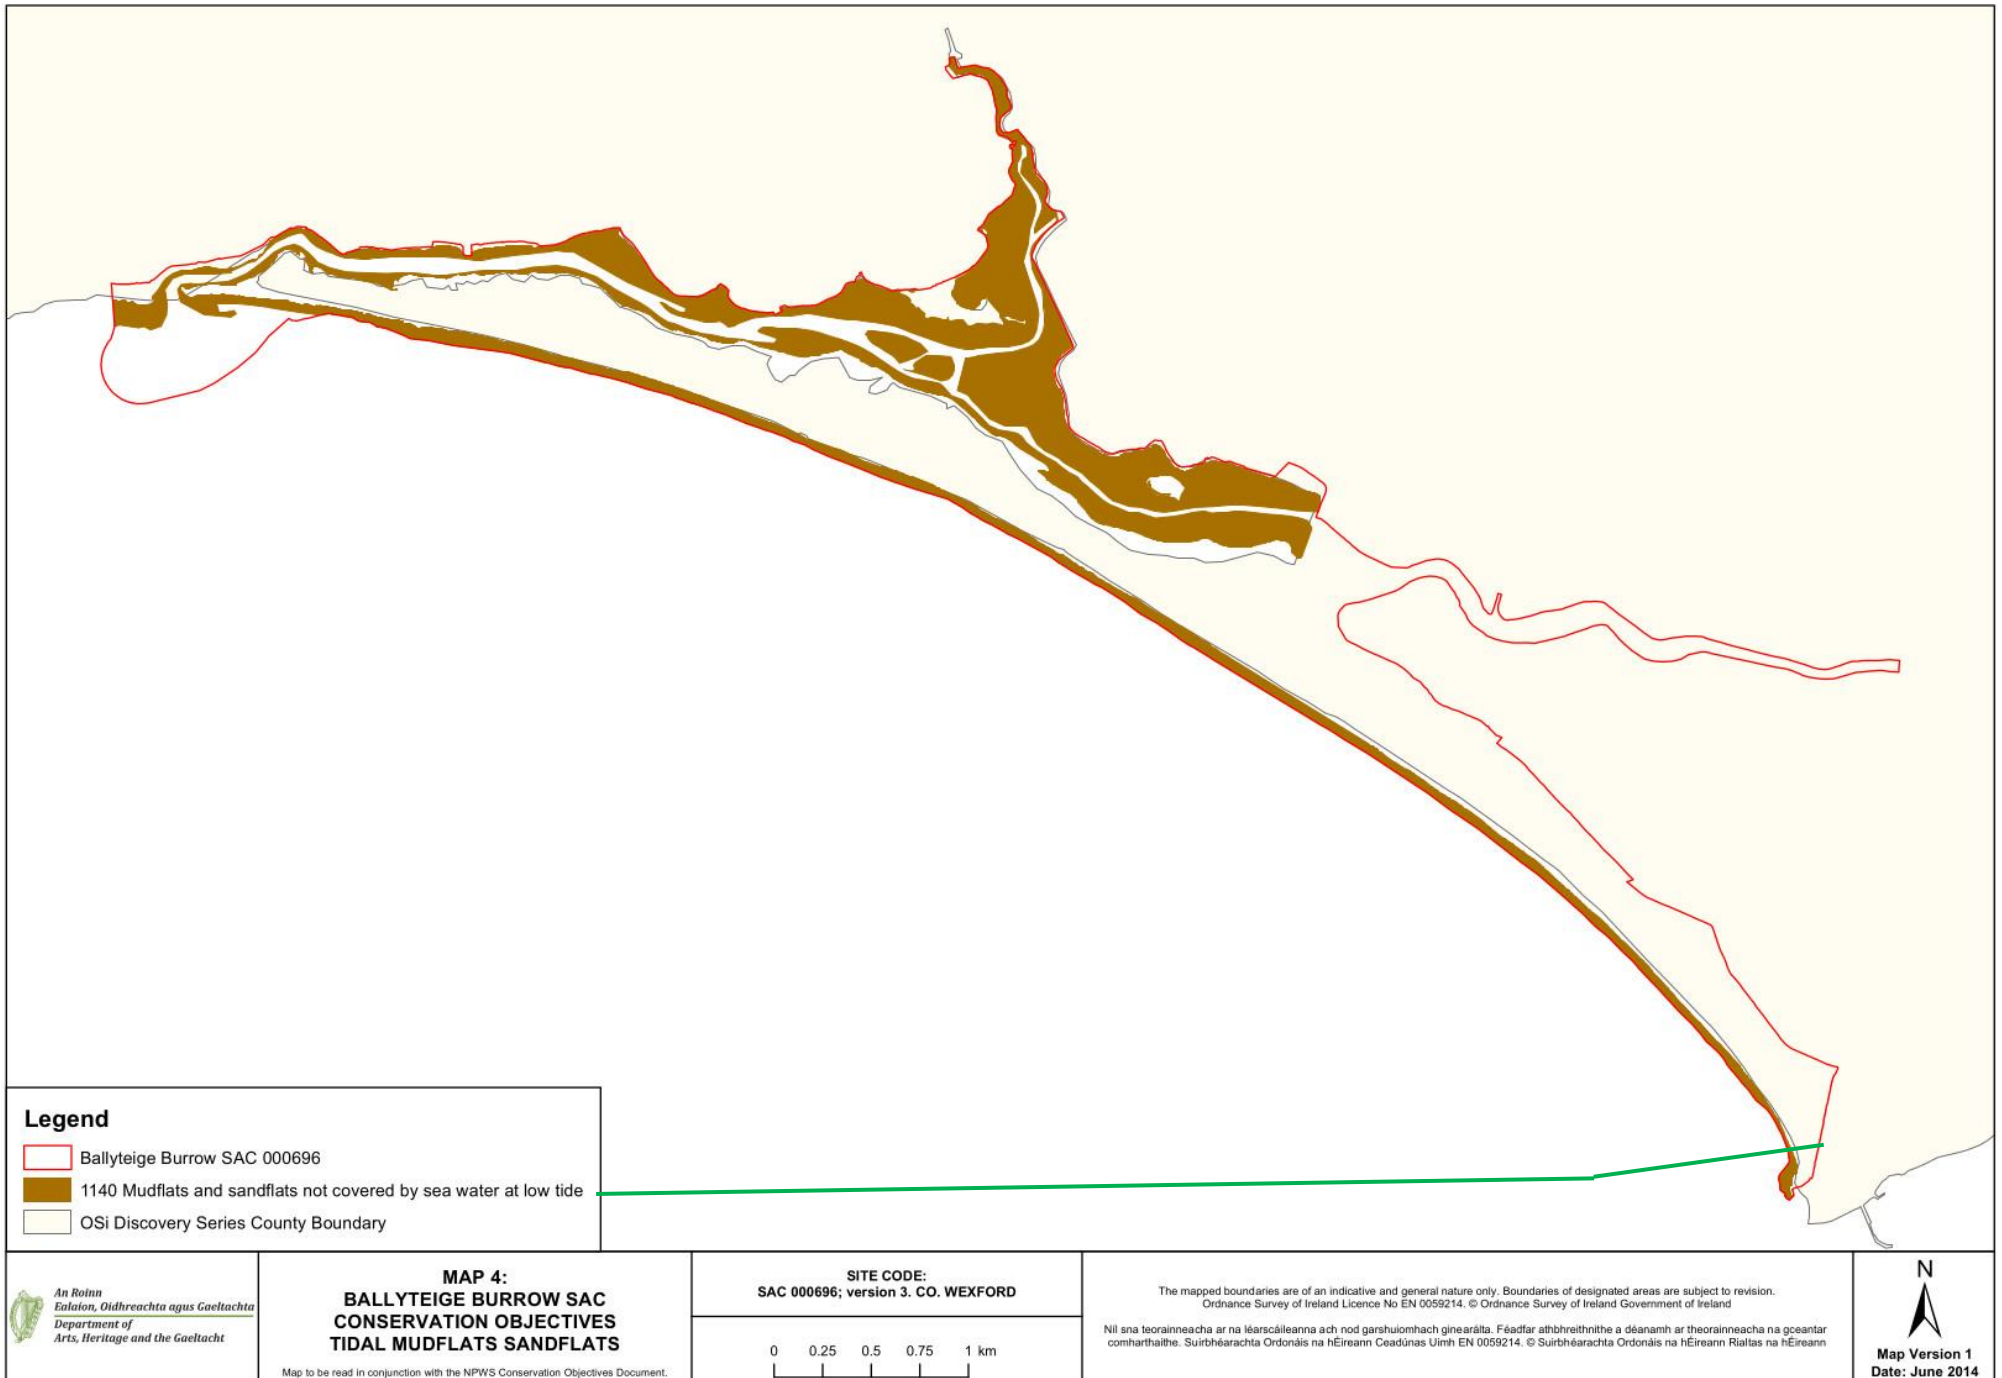 Legend
Ballyteige Burrow SAC 000696
1140 Mudflats and sandflats not covered by sea water at low tide
OSi Discovery Series County Boundary
An Roinn
Ealaíon, Oidhreachta agus Gaeltachta
Department of
Arts, Heritage and the Gaeltacht
MAP 4:
BALLYTEIGE BURROW SAC
CONSERVATION OBJECTIVES
TIDAL MUDFLATS SANDFLATS
Map to be read in conjunction with the NPWS Conservation Objectives Document.
SITE CODE:
SAC 000696; version 3. CO. WEXFORD
0 0.25 0.5 0.75 1 km
The mapped boundaries are of an indicative and general nature only. Boundaries of designated areas are subject to revision.
Ordnance Survey of Ireland Licence No EN 0059214. © Ordnance Survey of Ireland Government of Ireland
Níl sna teorainneacha ar na léarscáileanna ach nod garshuiomhach ginearálta. Féadfar athbhreithnithe a déanamh ar theorainneacha na gceantar
comharthaithe. Suirbhéarachta Ordonáis na hÉireann Ceadúnas Uimh EN 0059214. © Suirbhéarachta Ordonáis na hÉireann Rialtas na hÉireann
N
Map Version 1
Date: June 2014